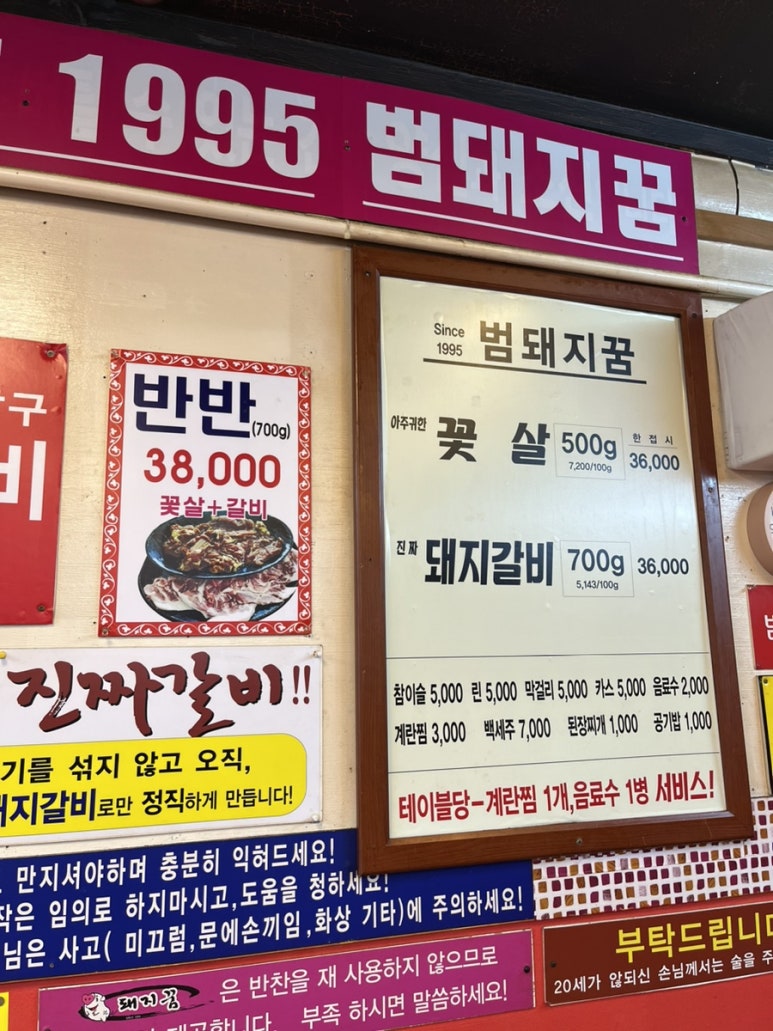 1995 범돼지꿈
Since 1995 범돼지꿈
아주귀한 꽃 살 500g 한접시
7,200/100g 36,000
진짜 돼지갈비 700g 36,000
5,143/100g
참이슬 5,000 린 5,000 막걸리 5,000 카스 5,000 음료수 2,000
계란찜 3,000 백세주 7,000 된장찌개 1,000 공기밥 1,000
테이블당-계란찜 1개,음료수 1병 서비스!
반반(700g)
38,000
꽃살+갈비
구
비
진짜갈비!!
기를 섞지 않고 오직,
돼지갈비로만 정직하게 만듭니다!
만지셔야하며 충분히 익혀드세요!
작은 임의로 하지마시고,도움을 청하세요!
님은 사고( 미끄럼,문에손끼임,화상 기타)에 주의하세요!
돼지꿈 은 반찬을 재 사용하지 않으므로
제공합니다. 부족 하시면 말씀하세요!
부탁드립니다
20세가 않되신 손님께서는 술을 주